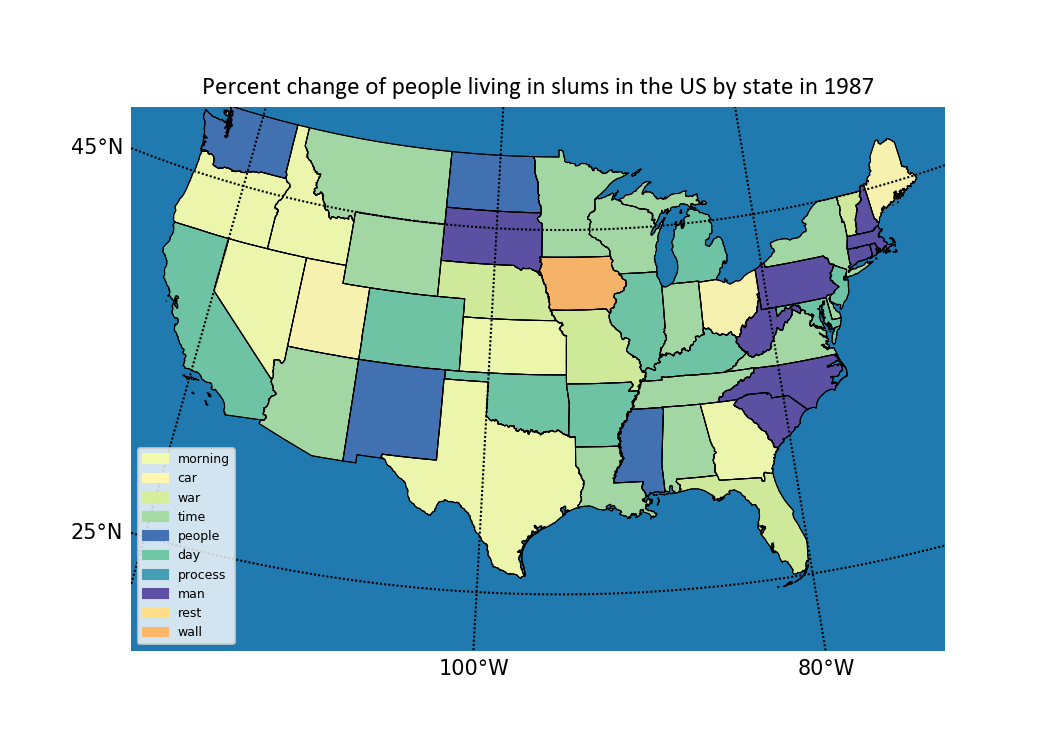 Percent change of people living in slums in the US by state in 1987
45°N
25°N
morning
car
war
time
people
day
process
man
rest
wall
100°W
80°W